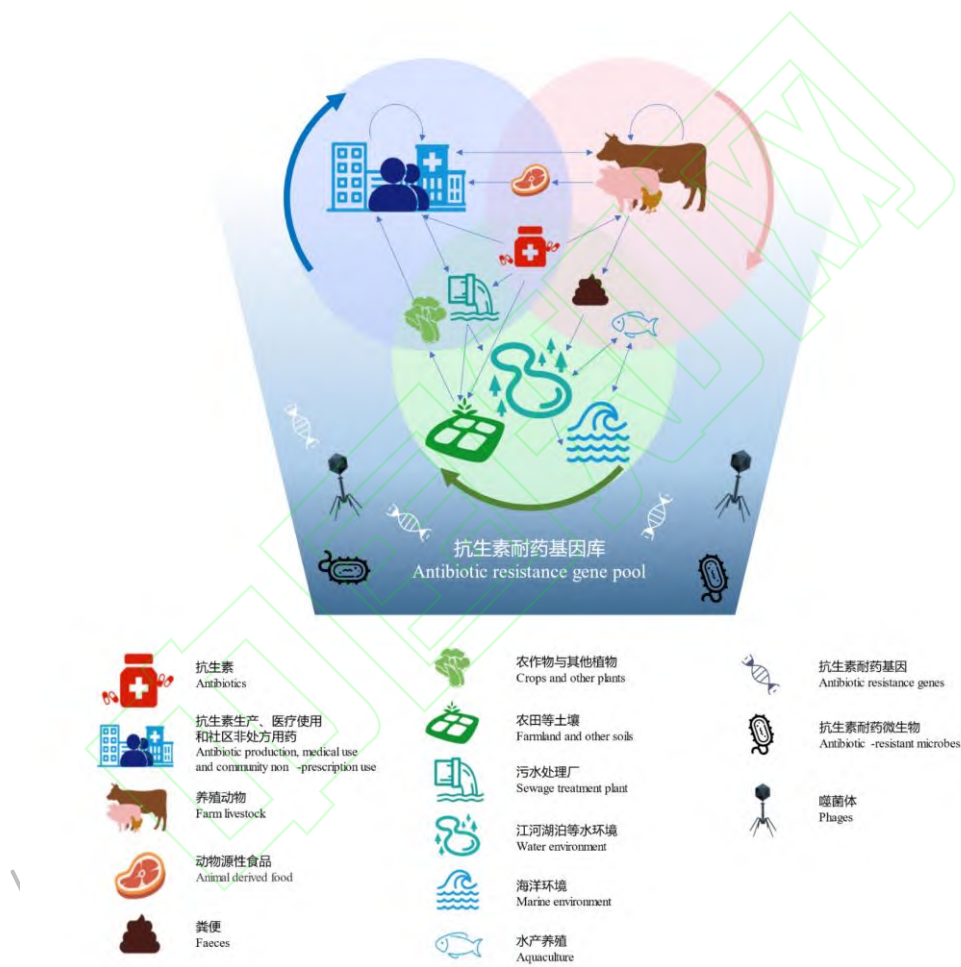 抗生素耐药基因库
Antibiotic resistance gene pool
抗生素
Antibiotics
抗生素生产、医疗使用
和社区非处方用药
Antibiotic production, medical use
and community non -prescription use
养殖动物
Farm livestock
动物源性食品
Animal derived food
粪便
Faeces
农作物与其他植物
Crops and other plants
农田等土壤
Farmland and other soils
污水处理厂
Sewage treatment plant
江河湖泊等水环境
Water environment
海洋环境
Marine environment
水产养殖
Aquaculture
抗生素耐药基因
Antibiotic resistance genes
抗生素耐药微生物
Antibiotic -resistant microbes
噬菌体
Phages